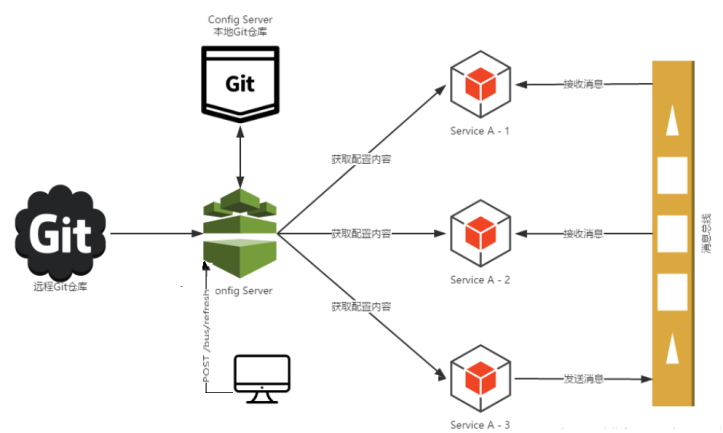 Config Server
本地Git仓库
Git
Service A - 1
接收消息
获取配置内容
Git
远程Git仓库
onfig Server
获取配置内容
Service A - 2
接收消息
消息总线
获取配置内容
POST /bus/refresh
Service A - 3
发送消息